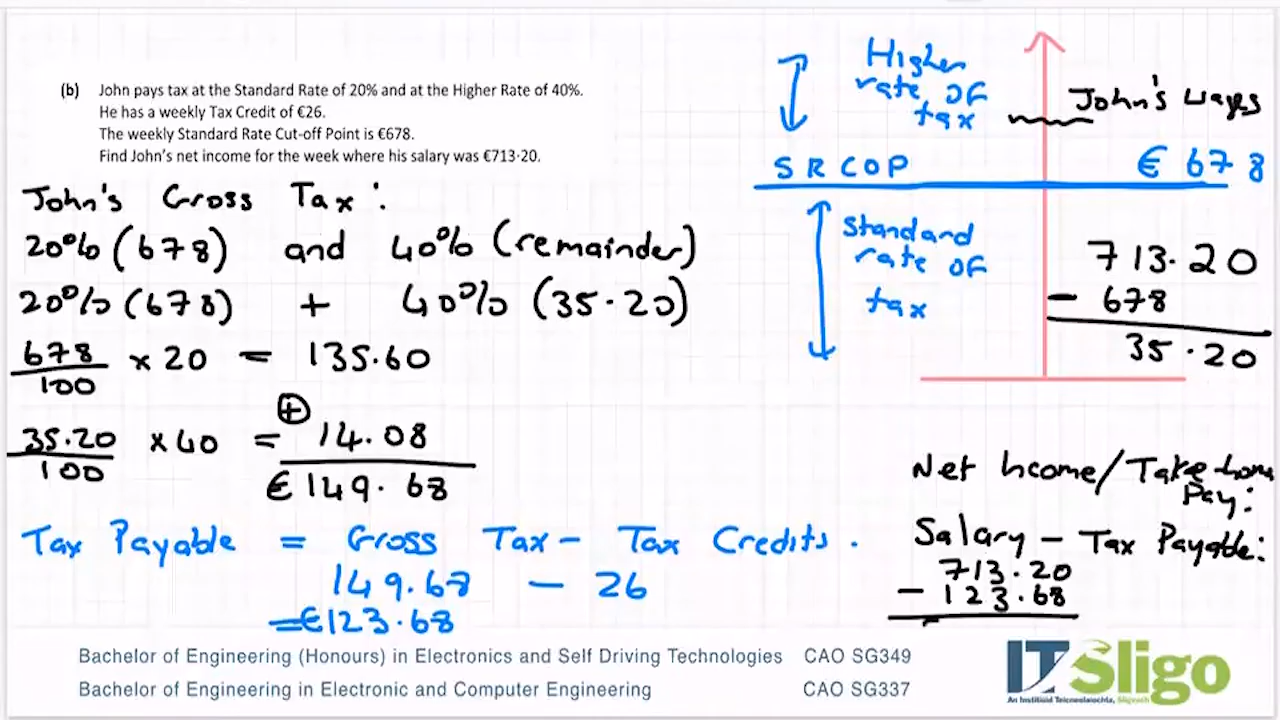 (b) John pays tax at the Standard Rate of 20% and at the Higher Rate of 40%.
He has a weekly Tax Credit of €26.
The weekly Standard Rate Cut-off Point is €678.
Find John's net income for the week where his salary was €713·20.
John's Gross Tax:
20% (678) and 40% (remainder)
20% (678) + 40% (35·20)
678
100
× 20 = 135.60
+
35·20
100
× 40 = 14·08
€149.68
Tax Payable = Gross Tax - Tax Credits.
149.68 - 26
=€123.68
Higher
rate of
tax
John's Wages
SRCOP € 678
Standard
rate of
tax
713.20
- 678
35.20
Net Income/Take home
Pay:
Salary - Tax Payable:
713.20
- 123.68
Bachelor of Engineering (Honours) in Electronics and Self Driving Technologies CAO SG349
Bachelor of Engineering in Electronic and Computer Engineering CAO SG337
IT Sligo
An Institiúid Teicneolaíochta, Sligeach